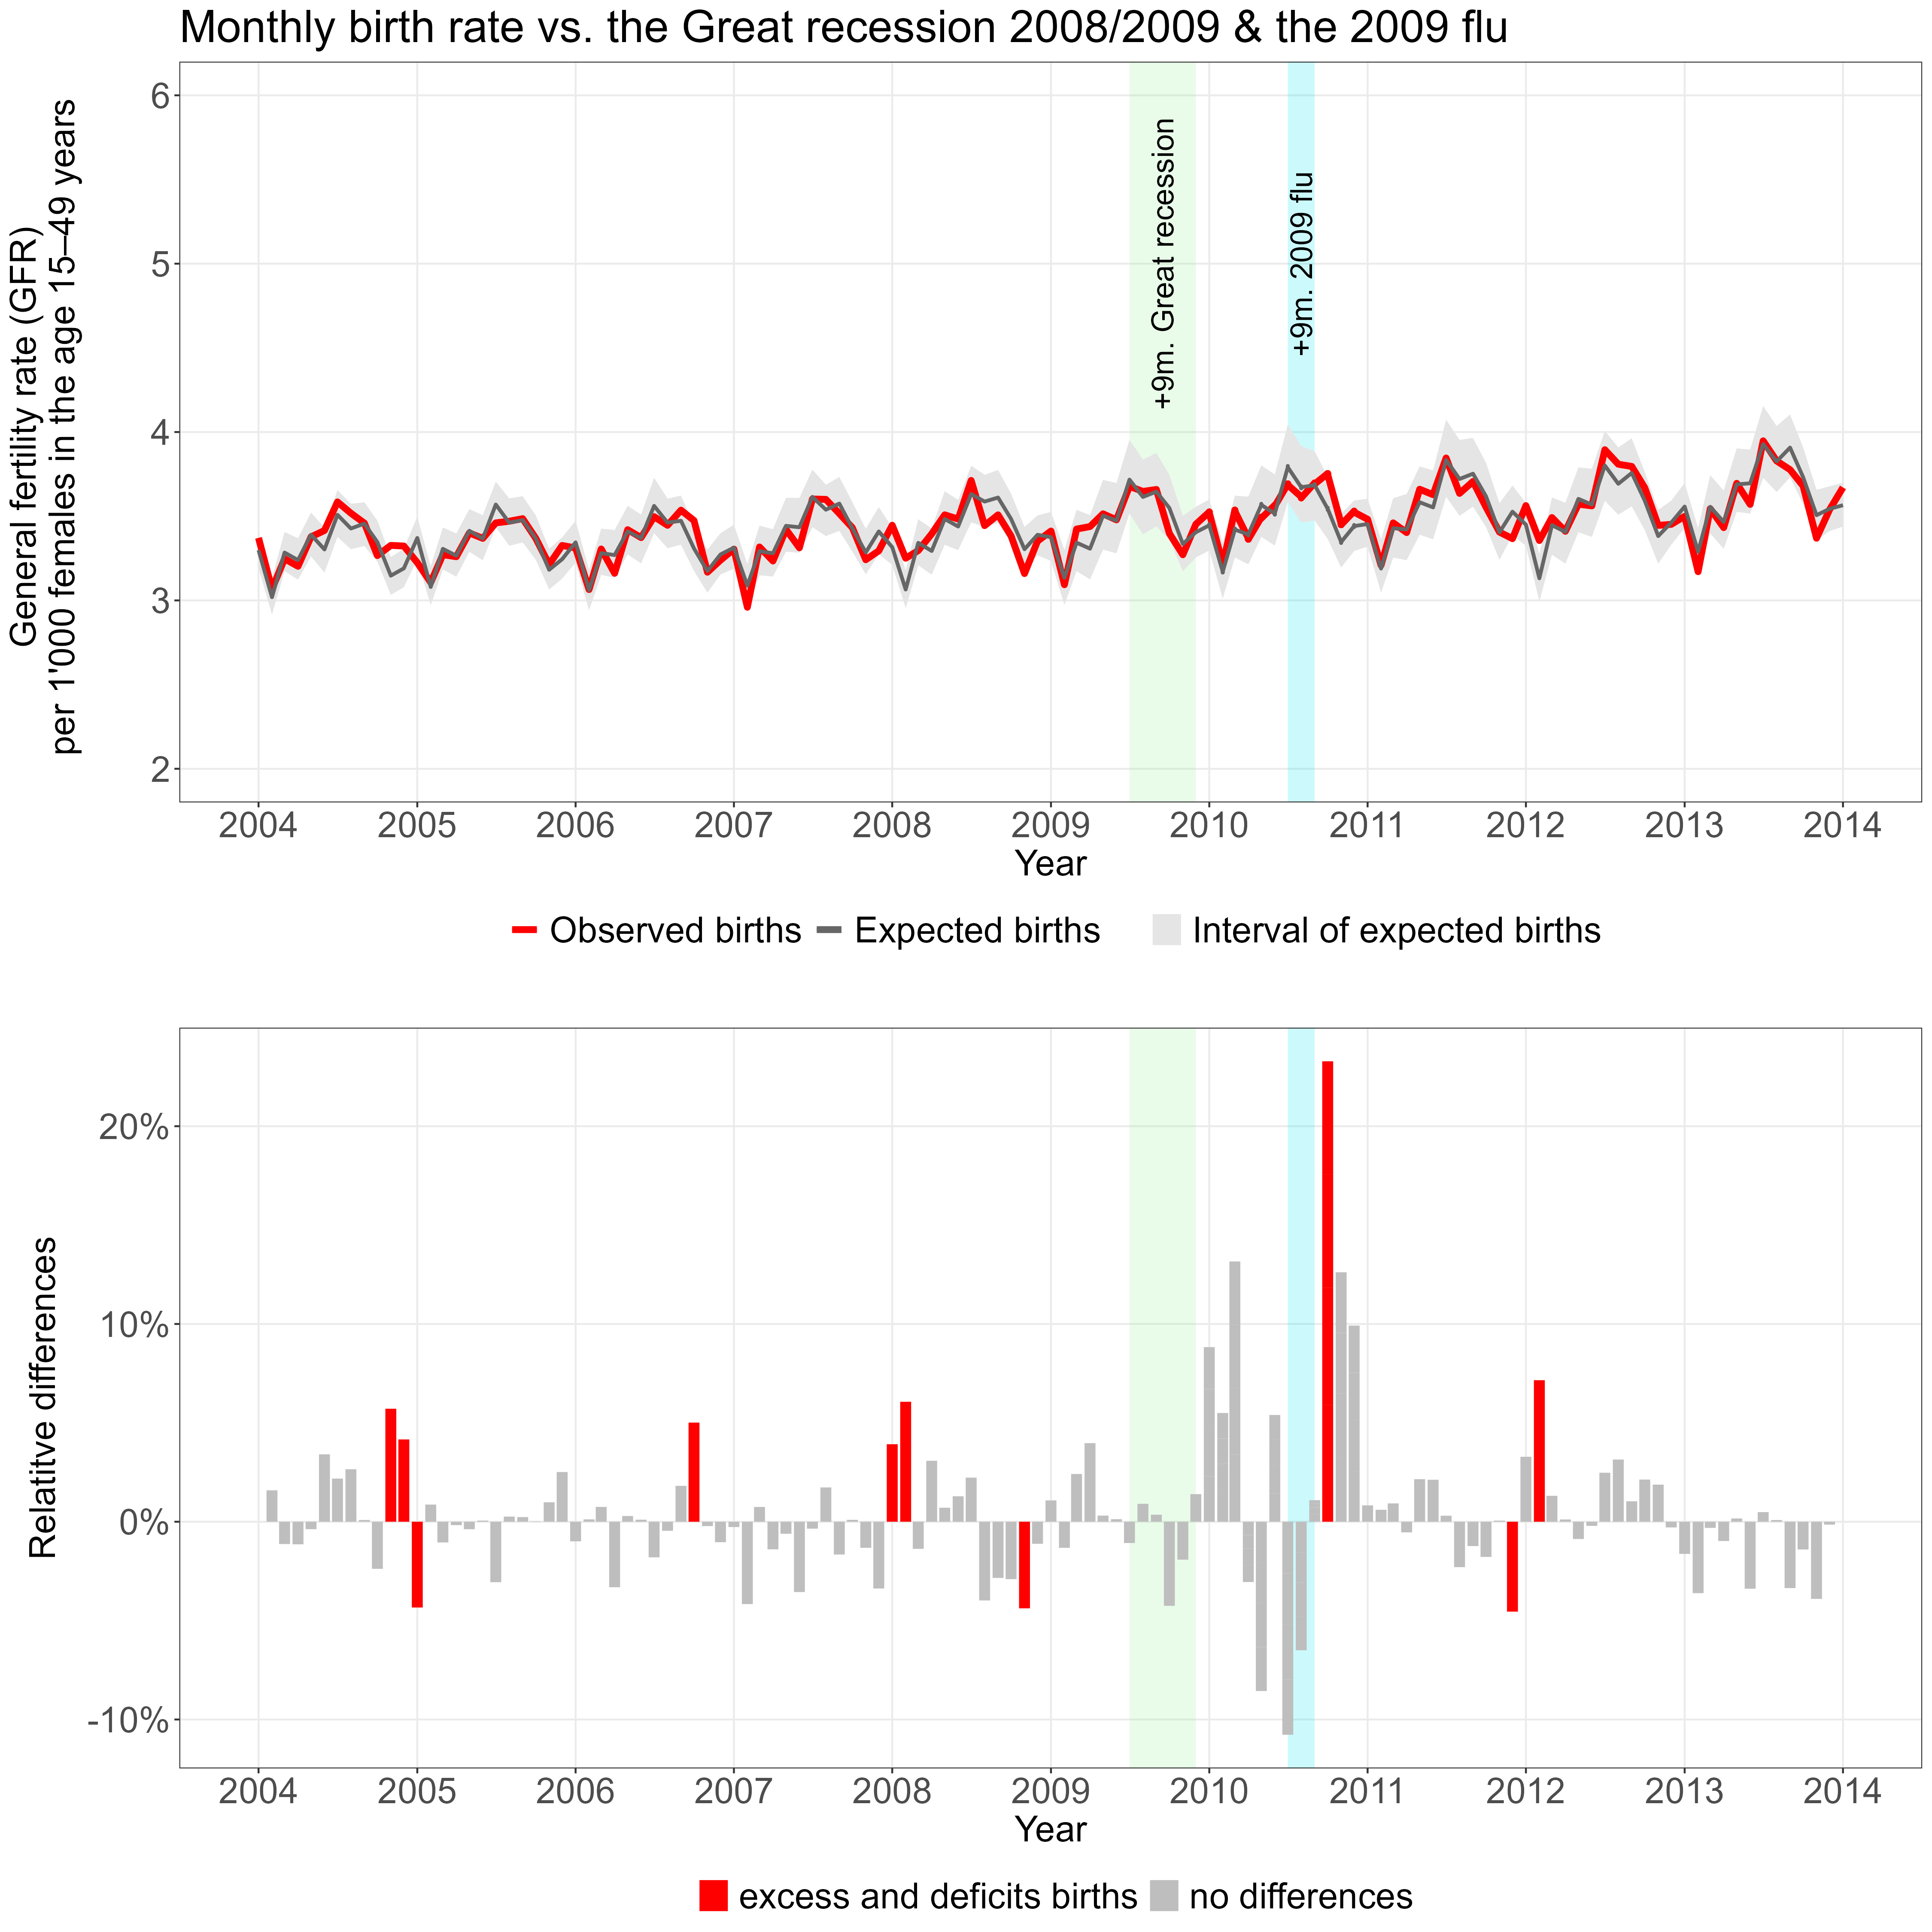 Monthly birth rate vs. the Great recession 2008/2009 & the 2009 flu
General fertility rate (GFR)
per 1'000 females in the age 15–49 years
6
5
4
3
2
+9m. Great recession
+9m. 2009 flu
2004 2005 2006 2007 2008 2009 2010 2011 2012 2013 2014
Year
Observed births Expected births Interval of expected births
Relatitive differences
20%
10%
0%
-10%
2004 2005 2006 2007 2008 2009 2010 2011 2012 2013 2014
Year
excess and deficits births no differences